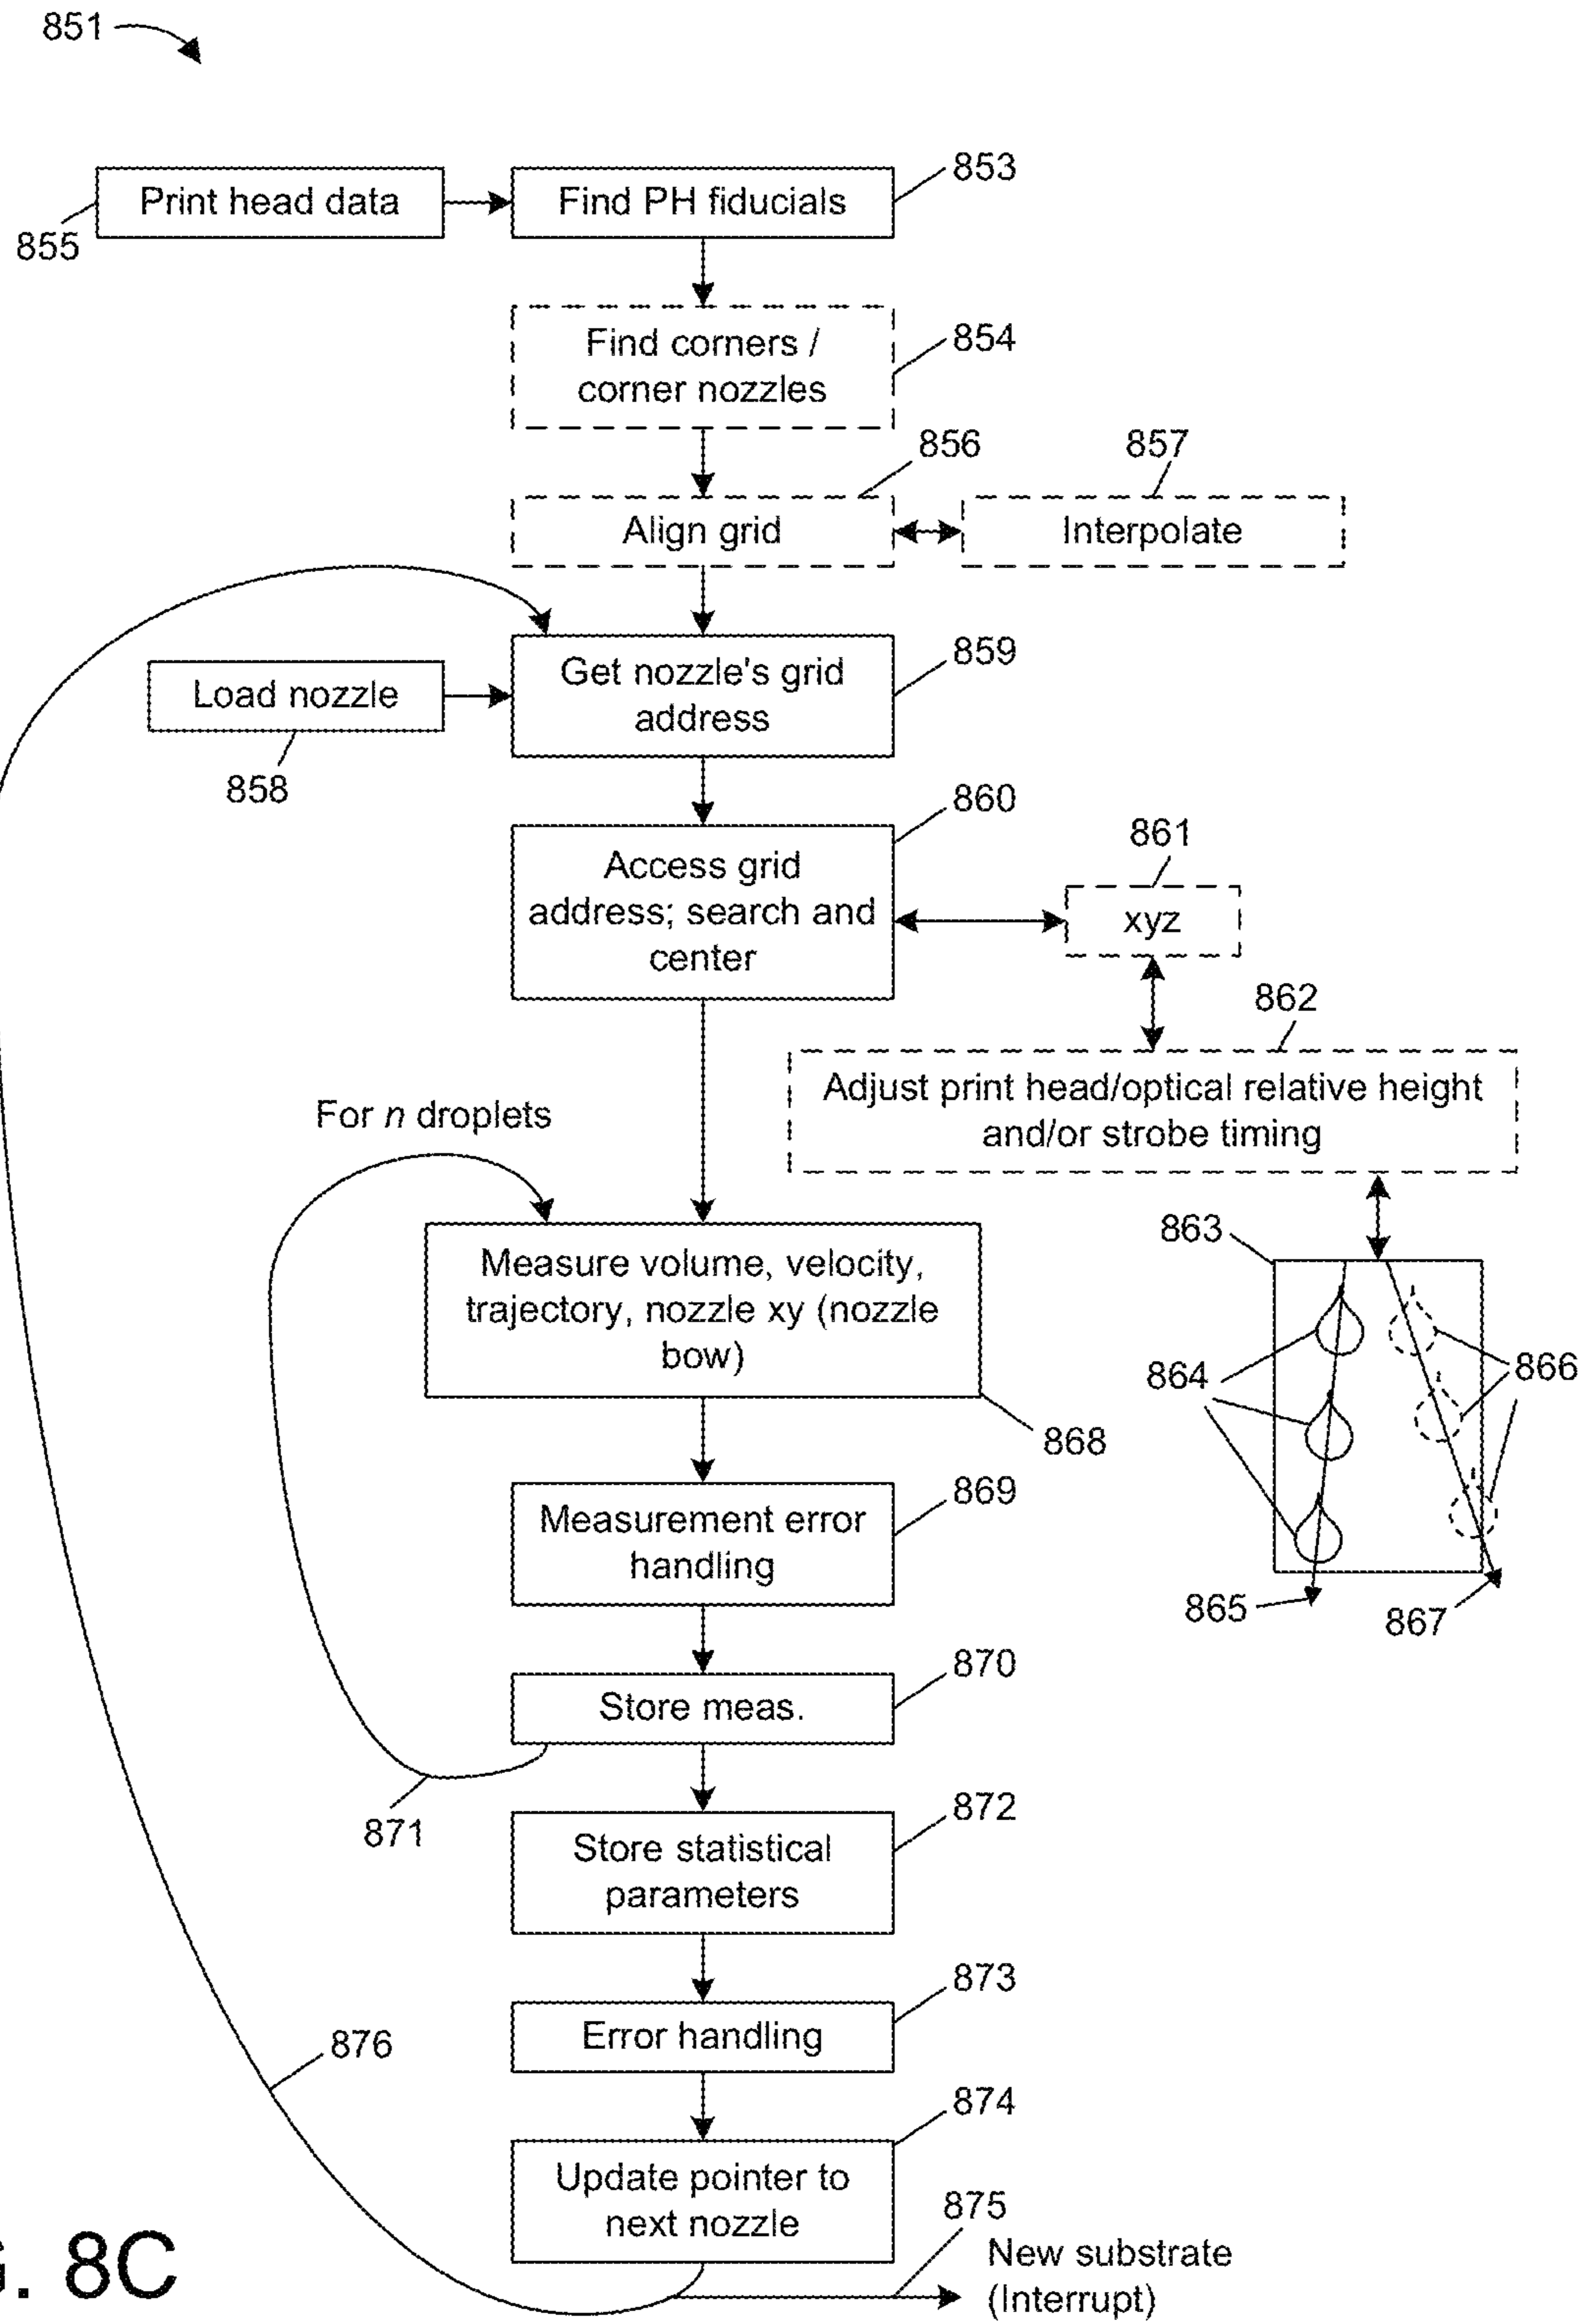 851
Print head data
Find PH fiducials
853
855
Find corners /
corner nozzles
854
856
857
Align grid
Interpolate
Load nozzle
Get nozzle's grid
address
859
858
860
Access grid
address; search and
center
861
xyz
862
Adjust print head/optical relative height
and/or strobe timing
For n droplets
Measure volume, velocity,
trajectory, nozzle xy (nozzle
bow)
863
864
866
868
865
867
Measurement error
handling
869
Store meas.
870
871
Store statistical
parameters
872
Error handling
873
876
Update pointer to
next nozzle
874
875
New substrate
(Interrupt)
. 8C